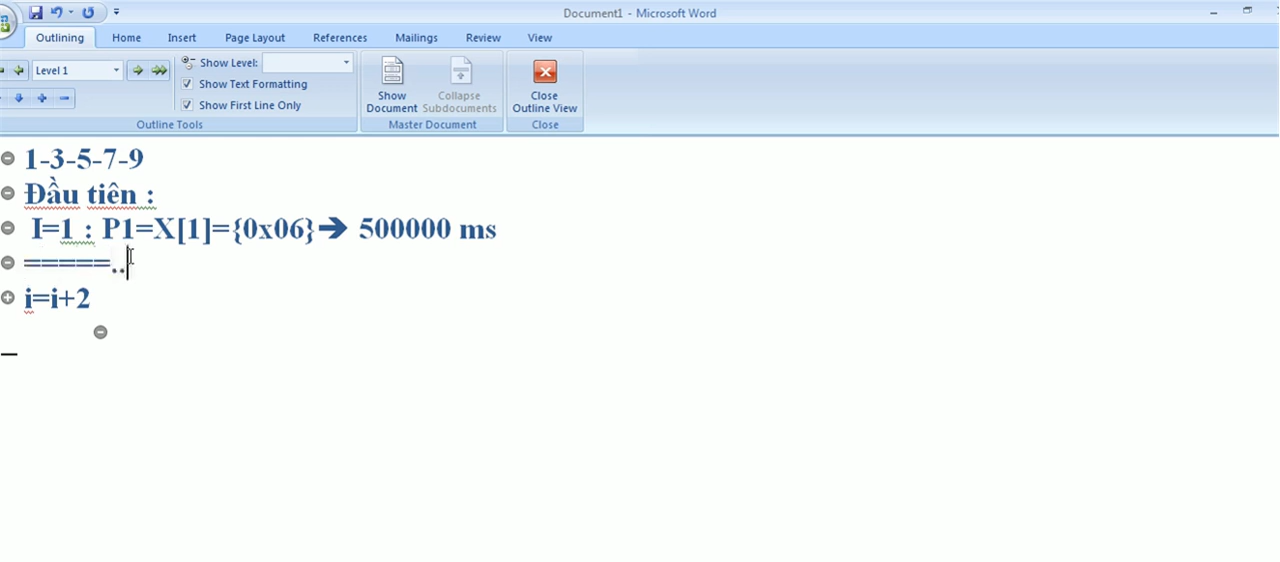 Document1 - Microsoft Word
Outlining Home Insert Page Layout References Mailings Review View
Level 1
Show Level:
Show Text Formatting
Show First Line Only
Outline Tools
Show Document
Collapse Subdocuments
Master Document
Close Outline View
Close
1-3-5-7-9
Đầu tiên :
I=1 : P1=X[1]={0x06}➔ 500000 ms
=====..
i=i+2